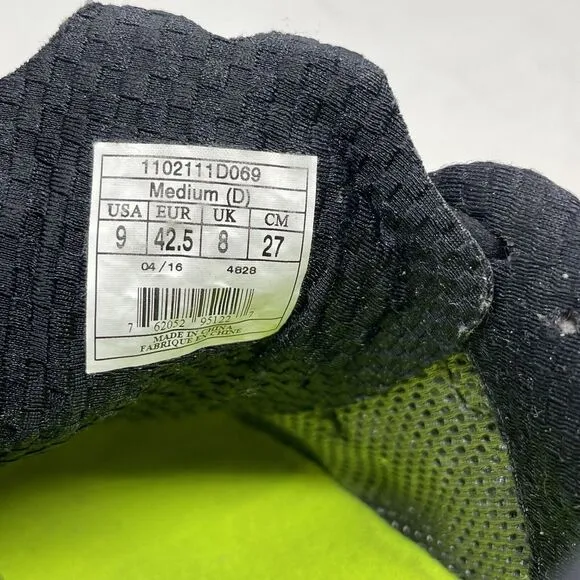 1102111D069
Medium (D)
USA EUR UK CM
9 42.5 8 27
04/16 4828
7 62052 95122 7
MADE IN CHINA
FABRIQUE EN CHINE